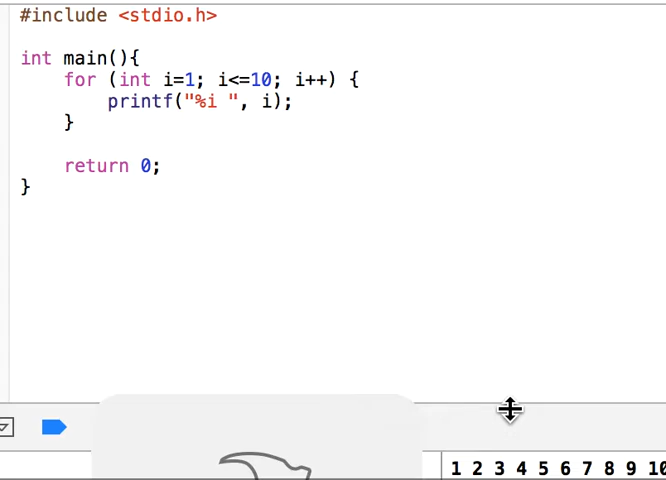 #include <stdio.h>
int main(){
for (int i=1; i<=10; i++) {
printf("%i ", i);
}
return 0;
}
1 2 3 4 5 6 7 8 9 10